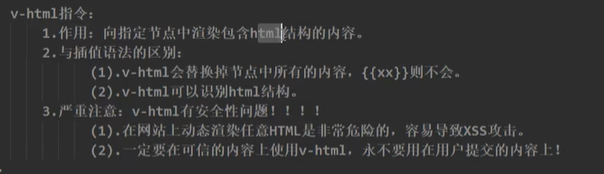 v-html指令：
1.作用：向指定节点中渲染包含html结构的内容。
2.与插值语法的区别：
(1).v-html会替换掉节点中所有的内容，{{xx}}则不会。
(2).v-html可以识别html结构。
3.严重注意：v-html有安全性问题！！！！
(1).在网站上动态渲染任意HTML是非常危险的，容易导致XSS攻击。
(2).一定要在可信的内容上使用v-html，永不要用在用户提交的内容上！